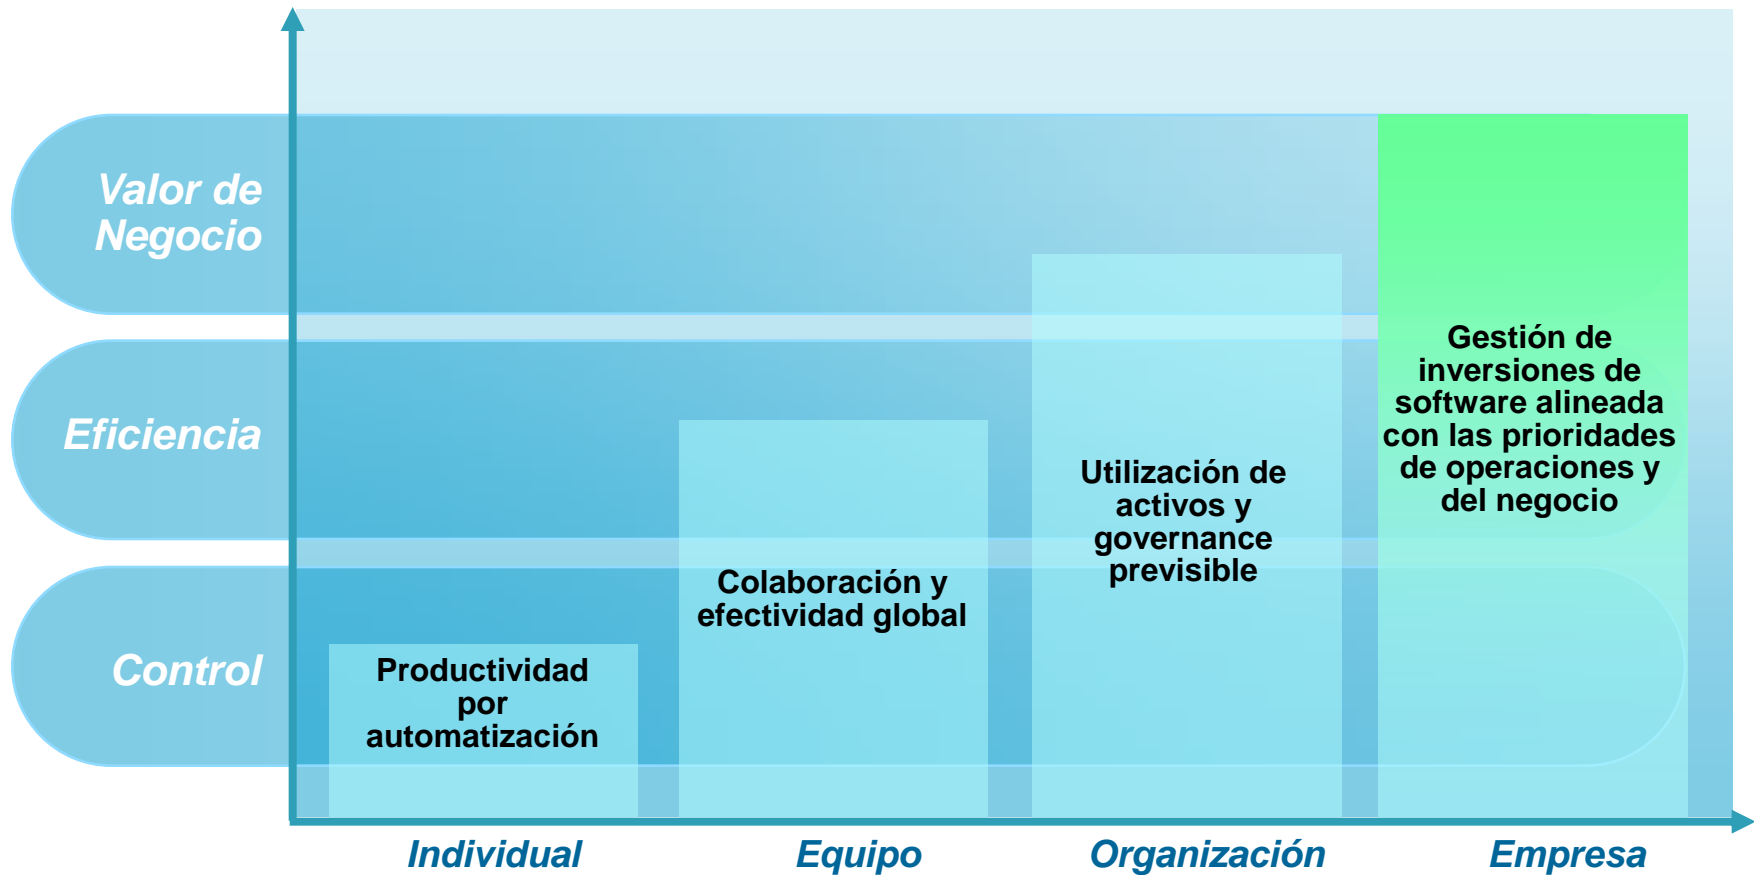 Valor de
Negocio
Eficiencia
Control
Productividad
por
automatización
Colaboración y
efectividad global
Utilización de
activos y
governance
previsible
Gestión de
inversiones de
software alineada
con las prioridades
de operaciones y
del negocio
Individual
Equipo
Organización
Empresa